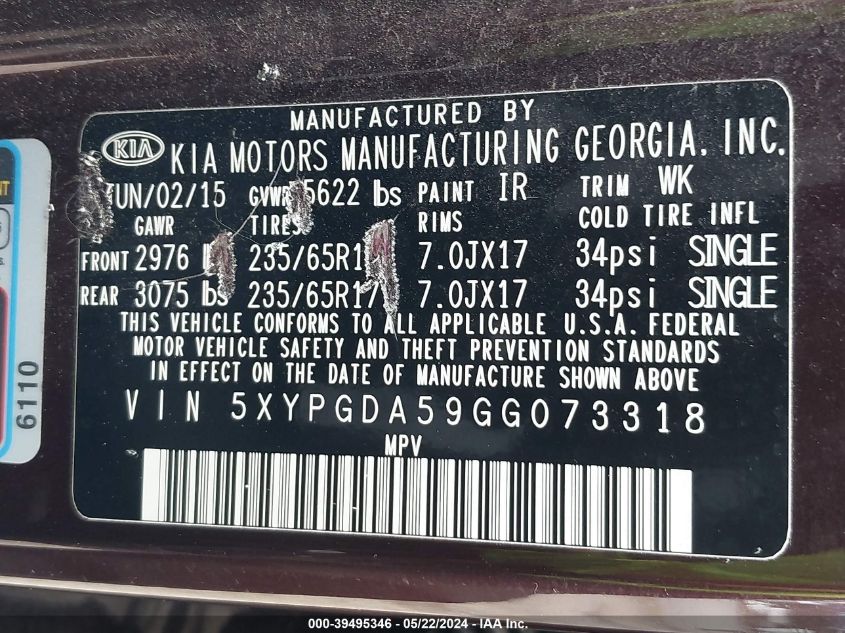 MANUFACTURED BY
KIA KIA MOTORS MANUFACTURING GEORGIA, INC.
/02/15 5622 lbs PAINT IR TRIM WK
GAWR TIRES RIMS COLD TIRE INFL
FRONT 2976 235/65R17 7.0JX17 34psi SINGLE
REAR 3075 lbs 235/65R17 7.0JX17 34psi SINGLE
THIS VEHICLE CONFORMS TO ALL APPLICABLE U.S.A. FEDERAL
MOTOR VEHICLE SAFETY AND THEFT PREVENTION STANDARDS
IN EFFECT ON THE DATE OF MANUFACTURE SHOWN ABOVE
VIN 5XYPGDA59GG073318
MPV
6110
000-39495346 - 05/22/2024 - IAA Inc.